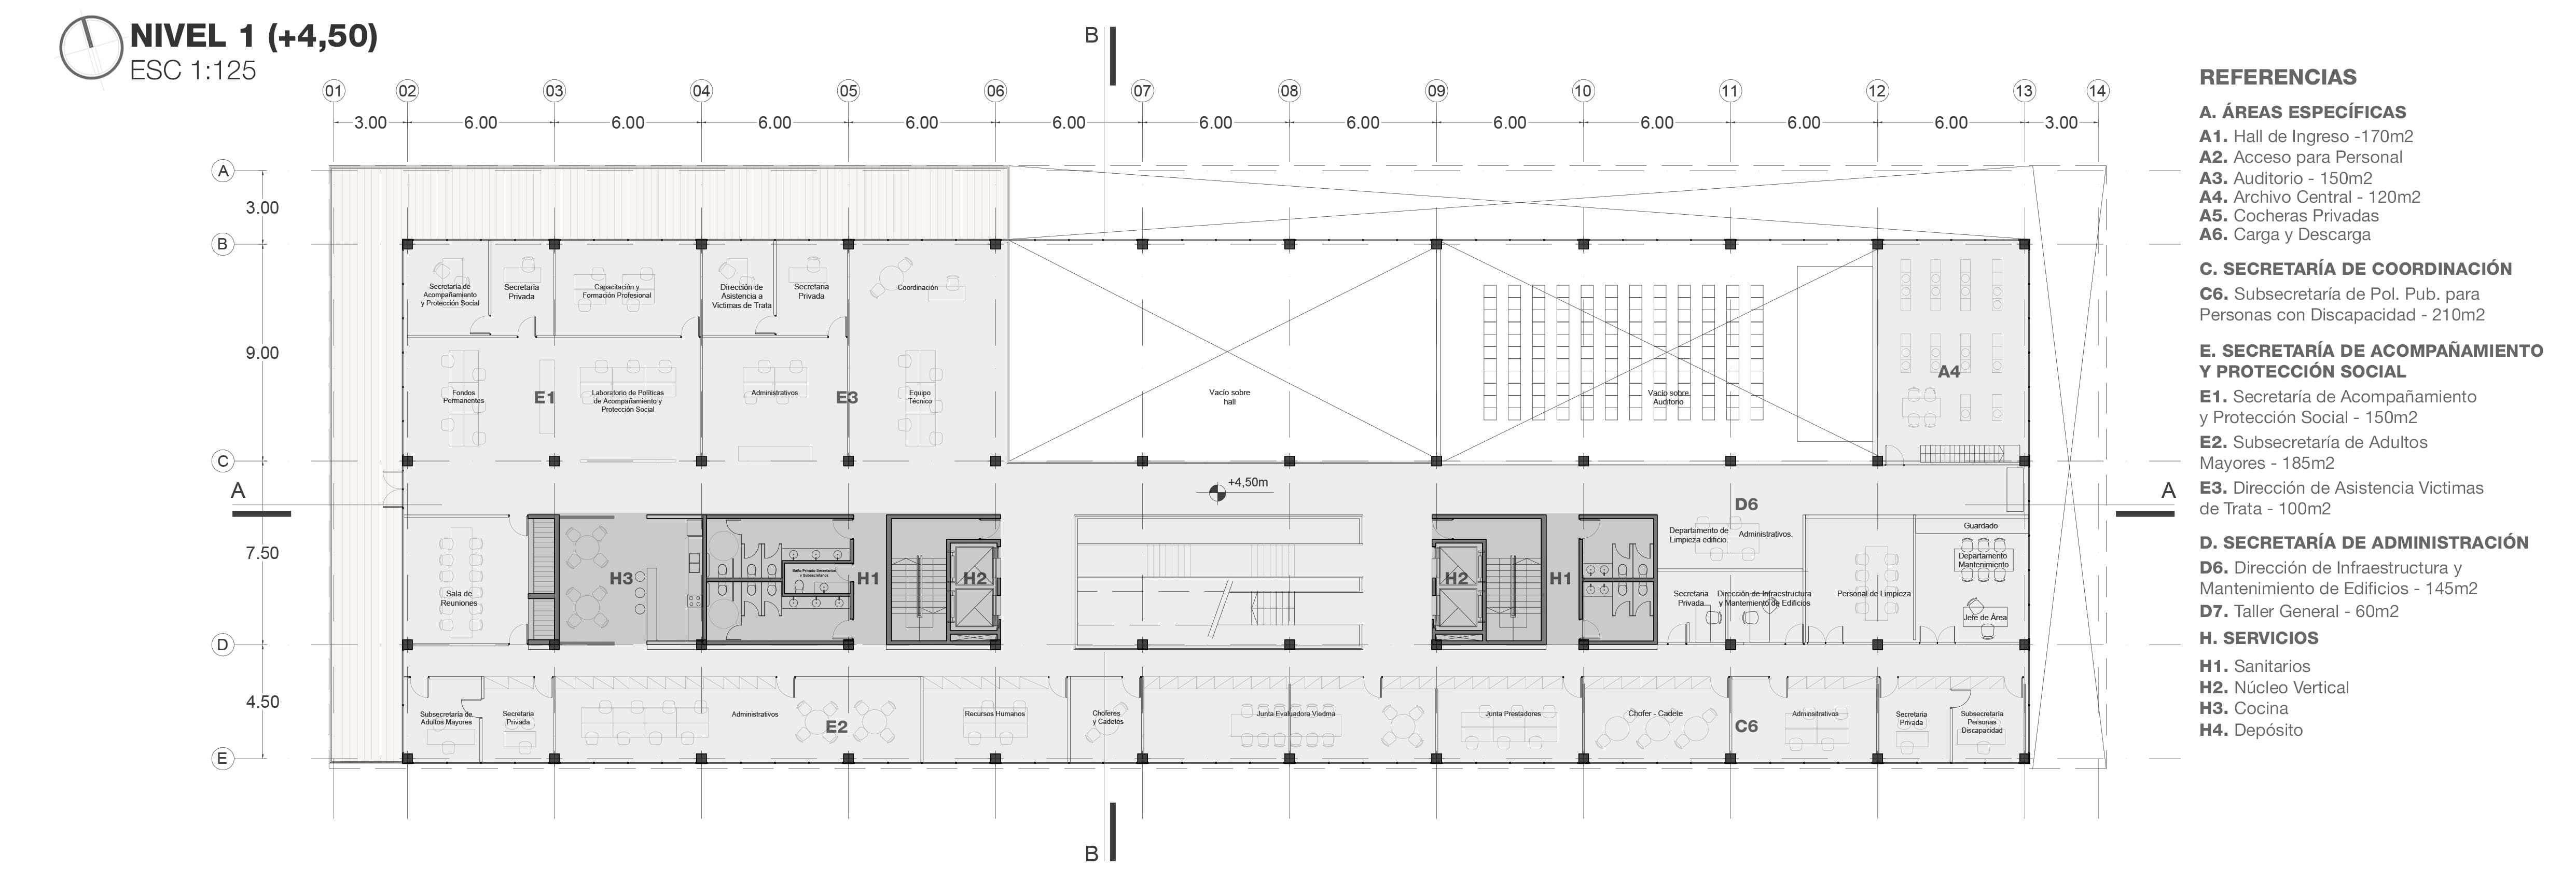 NIVEL 1 (+4,50)
ESC 1:125
B
01 02 03 04 05 06 07 08 09 10 11 12 13 14
3.00 6.00 6.00 6.00 6.00 6.00 6.00 6.00 6.00 6.00 6.00 6.00 3.00
A
3.00
B
9.00
C
A
7.50
D
4.50
E
Secretaría de
Acompañamiento
y Protección Social
Secretaria
Privada
Capacitación y
Formación Profesional
Dirección de
Asistencia a
Victimas de Trata
Secretaria
Privada
Coordinación
Fondos
Permanentes
E1
Laboratorio de Políticas
de Acompañamiento y
Protección Social
Administrativos
E3
Equipo
Técnico
Vacío sobre
hall
Vacío sobre
Auditorio
A4
+4,50m
A
Sala de
Reuniones
H3
Baño Privado Secretarios
y Subsecretarios
H1
H2
H2
H1
D6
Departamento de
Limpieza edificio
Administrativos.
Secretaria
Privada
Dirección de Infraestructura
y Mantemiento de Edificios
Personal de Limpieza
Guardado
Departamento
Mantenimiento
Jefe de Área
Subsecretaría de
Adultos Mayores
Secretaria
Privada
Administrativos
E2
Recursos Humanos
Choferes
y Cadetes
Junta Evaluadora Viedma
Junta Prestadores
Chofer - Cadete
C6
Adminsitrativos
Secretaria
Privada
Subsecretaría
Personas
Discapacidad
B
REFERENCIAS
A. ÁREAS ESPECÍFICAS
A1. Hall de Ingreso -170m2
A2. Acceso para Personal
A3. Auditorio - 150m2
A4. Archivo Central - 120m2
A5. Cocheras Privadas
A6. Carga y Descarga
C. SECRETARÍA DE COORDINACIÓN
C6. Subsecretaría de Pol. Pub. para
Personas con Discapacidad - 210m2
E. SECRETARÍA DE ACOMPAÑAMIENTO
Y PROTECCIÓN SOCIAL
E1. Secretaría de Acompañamiento
y Protección Social - 150m2
E2. Subsecretaría de Adultos
Mayores - 185m2
E3. Dirección de Asistencia Victimas
de Trata - 100m2
D. SECRETARÍA DE ADMINISTRACIÓN
D6. Dirección de Infraestructura y
Mantenimiento de Edificios - 145m2
D7. Taller General - 60m2
H. SERVICIOS
H1. Sanitarios
H2. Núcleo Vertical
H3. Cocina
H4. Depósito